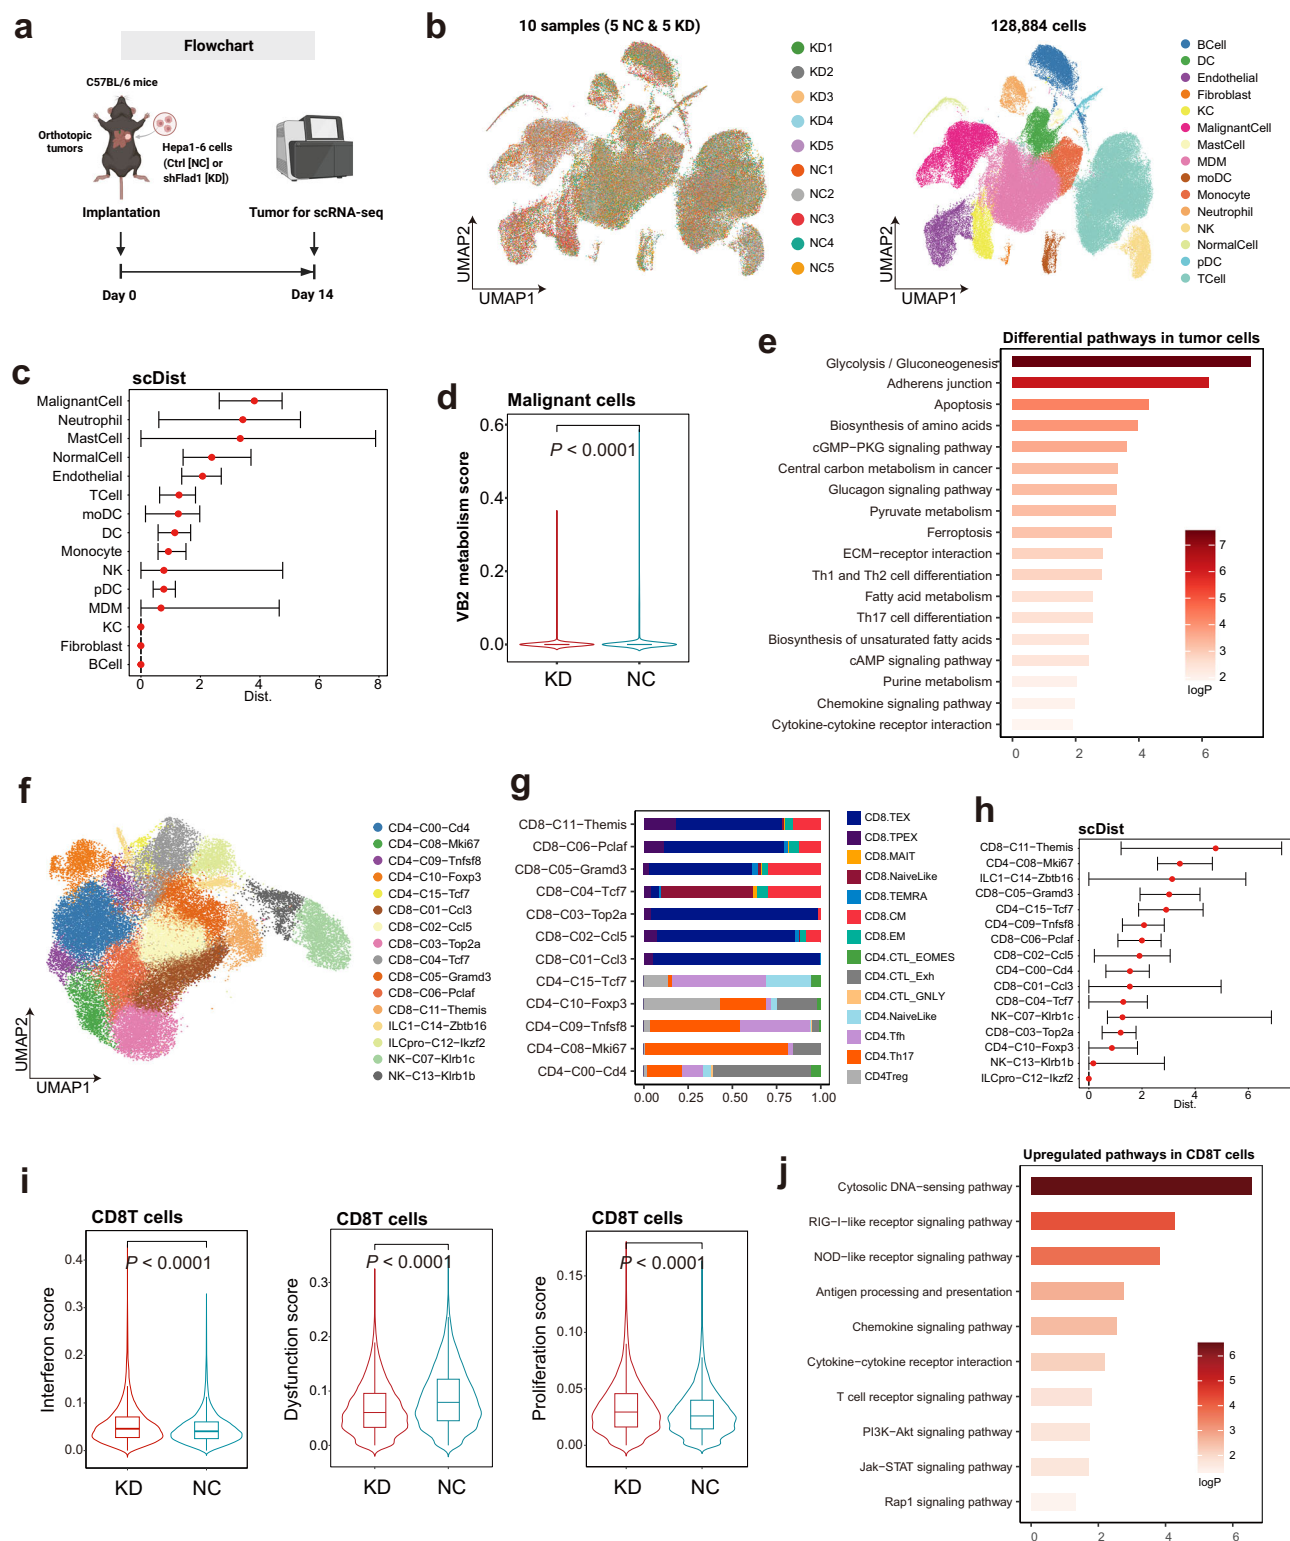 a
Flowchart
C57BL/6 mice
Orthotopic
tumors
Hepa1-6 cells
(Ctrl [NC] or
shFlad1 [KD])
Implantation
Tumor for scRNA-seq
Day 0
Day 14
b
10 samples (5 NC & 5 KD)
UMAP2
UMAP1
KD1
KD2
KD3
KD4
KD5
NC1
NC2
NC3
NC4
NC5
128,884 cells
UMAP2
UMAP1
BCell
DC
Endothelial
Fibroblast
KC
MalignantCell
MastCell
MDM
moDC
Monocyte
Neutrophil
NK
NormalCell
pDC
TCell
c
scDist
MalignantCell
Neutrophil
MastCell
NormalCell
Endothelial
TCell
moDC
DC
Monocyte
NK
pDC
MDM
KC
Fibroblast
BCell
0 2 4 6 8
Dist.
d
Malignant cells
P < 0.0001
VB2 metabolism score
0.6
0.4
0.2
0.0
KD NC
e
Differential pathways in tumor cells
Glycolysis / Gluconeogenesis
Adherens junction
Apoptosis
Biosynthesis of amino acids
cGMP−PKG signaling pathway
Central carbon metabolism in cancer
Glucagon signaling pathway
Pyruvate metabolism
Ferroptosis
ECM−receptor interaction
Th1 and Th2 cell differentiation
Fatty acid metabolism
Th17 cell differentiation
Biosynthesis of unsaturated fatty acids
cAMP signaling pathway
Purine metabolism
Chemokine signaling pathway
Cytokine-cytokine receptor interaction
0 2 4 6
7
6
5
4
3
2
logP
f
UMAP2
UMAP1
CD4−C00−Cd4
CD4−C08−Mki67
CD4−C09−Tnfsf8
CD4−C10−Foxp3
CD4−C15−Tcf7
CD8−C01−Ccl3
CD8−C02−Ccl5
CD8−C03−Top2a
CD8−C04−Tcf7
CD8−C05−Gramd3
CD8−C06−Pclaf
CD8−C11−Themis
ILC1−C14−Zbtb16
ILCpro−C12−Ikzf2
NK−C07−Klrb1c
NK−C13−Klrb1b
g
CD8−C11−Themis
CD8−C06−Pclaf
CD8−C05−Gramd3
CD8−C04−Tcf7
CD8−C03−Top2a
CD8−C02−Ccl5
CD8−C01−Ccl3
CD4−C15−Tcf7
CD4−C10−Foxp3
CD4−C09−Tnfsf8
CD4−C08−Mki67
CD4−C00−Cd4
0.00 0.25 0.50 0.75 1.00
CD8.TEX
CD8.TPEX
CD8.MAIT
CD8.NaiveLike
CD8.TEMRA
CD8.CM
CD8.EM
CD4.CTL_EOMES
CD4.CTL_Exh
CD4.CTL_GNLY
CD4.NaiveLike
CD4.Tfh
CD4.Th17
CD4Treg
h
scDist
CD8−C11−Themis
CD4−C08−Mki67
ILC1−C14−Zbtb16
CD8−C05−Gramd3
CD4−C15−Tcf7
CD4−C09−Tnfsf8
CD8−C06−Pclaf
CD8−C02−Ccl5
CD4−C00−Cd4
CD8−C01−Ccl3
CD8−C04−Tcf7
NK−C07−Klrb1c
CD8−C03−Top2a
CD4−C10−Foxp3
NK−C13−Klrb1b
ILCpro−C12−Ikzf2
0 2 4 6
Dist.
i
CD8T cells
P < 0.0001
Interferon score
0.4
0.3
0.2
0.1
0.0
KD NC
CD8T cells
P < 0.0001
Dysfunction score
0.3
0.2
0.1
0.0
KD NC
CD8T cells
P < 0.0001
Proliferation score
0.15
0.10
0.05
0.00
KD NC
j
Upregulated pathways in CD8T cells
Cytosolic DNA−sensing pathway
RIG−I−like receptor signaling pathway
NOD−like receptor signaling pathway
Antigen processing and presentation
Chemokine signaling pathway
Cytokine−cytokine receptor interaction
T cell receptor signaling pathway
PI3K−Akt signaling pathway
Jak−STAT signaling pathway
Rap1 signaling pathway
0 2 4 6
6
5
4
3
2
logP